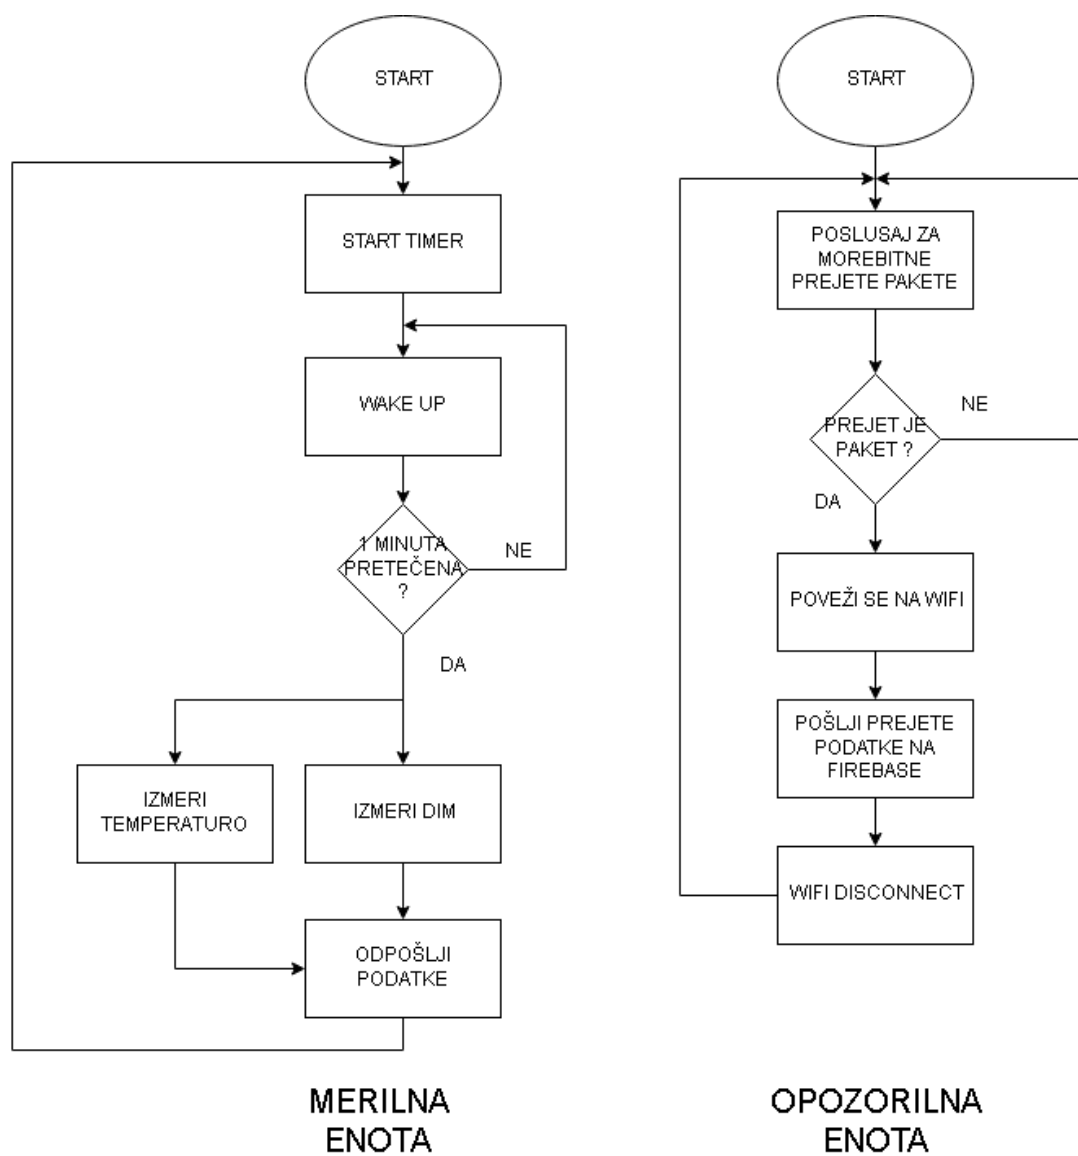 START
START TIMER
WAKE UP
1 MINUTA
PRETEČENA
?
NE
DA
IZMERI
TEMPERATURO
IZMERI DIM
ODPOŠLJI
PODATKE
MERILNA
ENOTA
START
POSLUSAJ ZA
MOREBITNE
PREJETE PAKETE
PREJET JE
PAKET ?
NE
DA
POVEŽI SE NA WIFI
POŠLJI PREJETE
PODATKE NA
FIREBASE
WIFI DISCONNECT
OPOZORILNA
ENOTA